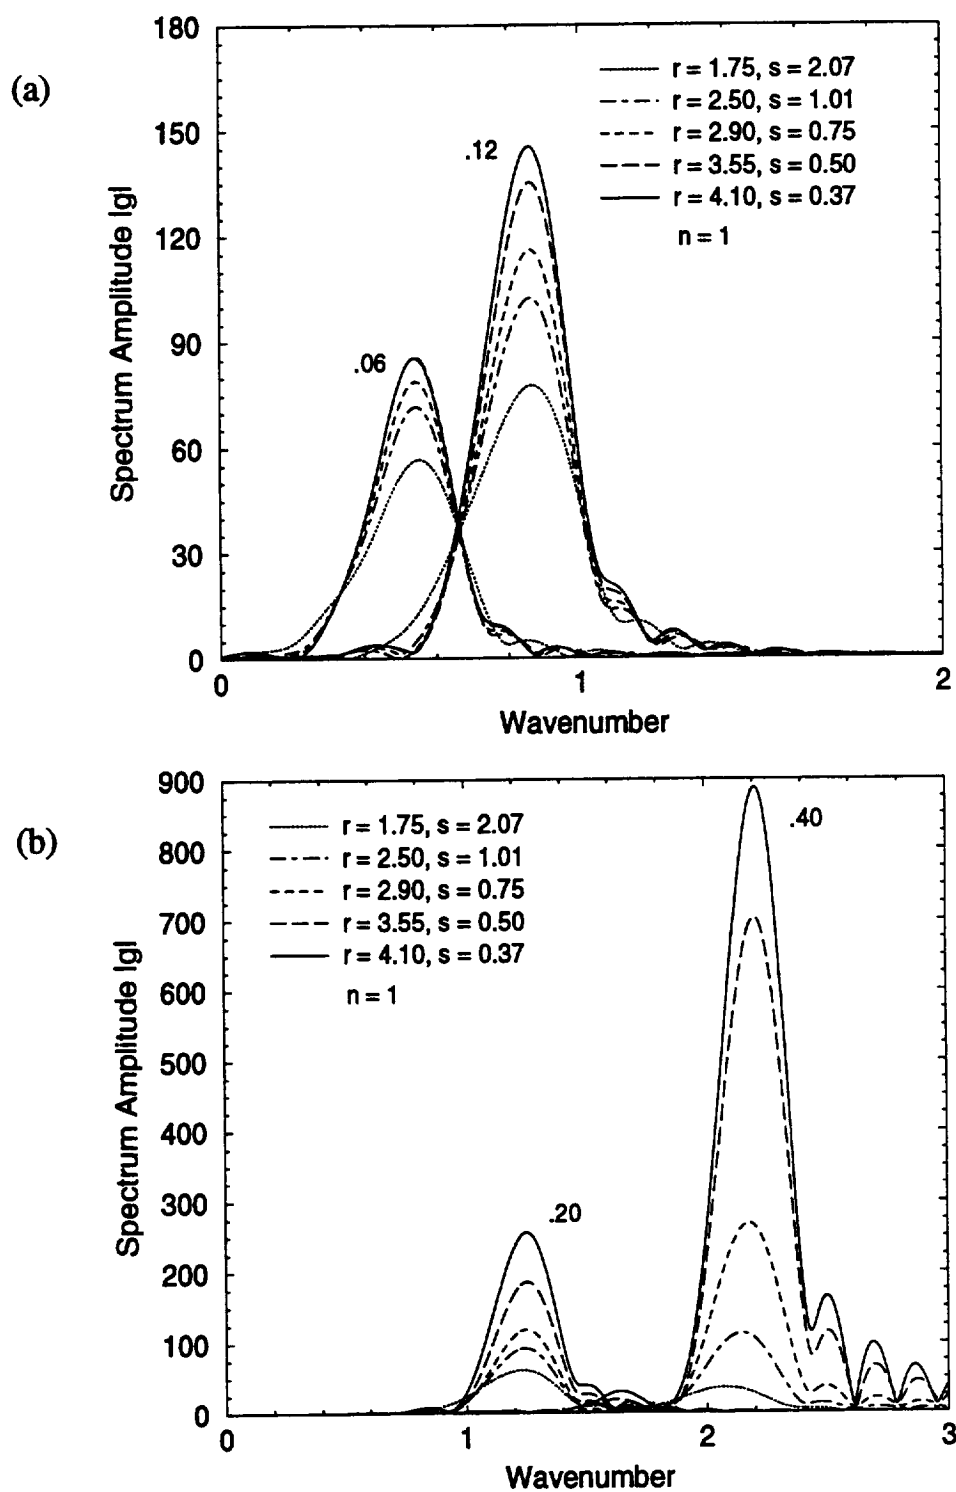 (a)
180
150
120
90
60
30
0
Spectrum Amplitude |g|
.12
.06
r = 1.75, s = 2.07
r = 2.50, s = 1.01
r = 2.90, s = 0.75
r = 3.55, s = 0.50
r = 4.10, s = 0.37
n = 1
0 1 2
Wavenumber
(b)
900
800
700
600
500
400
300
200
100
0
Spectrum Amplitude |g|
r = 1.75, s = 2.07
r = 2.50, s = 1.01
r = 2.90, s = 0.75
r = 3.55, s = 0.50
r = 4.10, s = 0.37
n = 1
.40
.20
0 1 2 3
Wavenumber